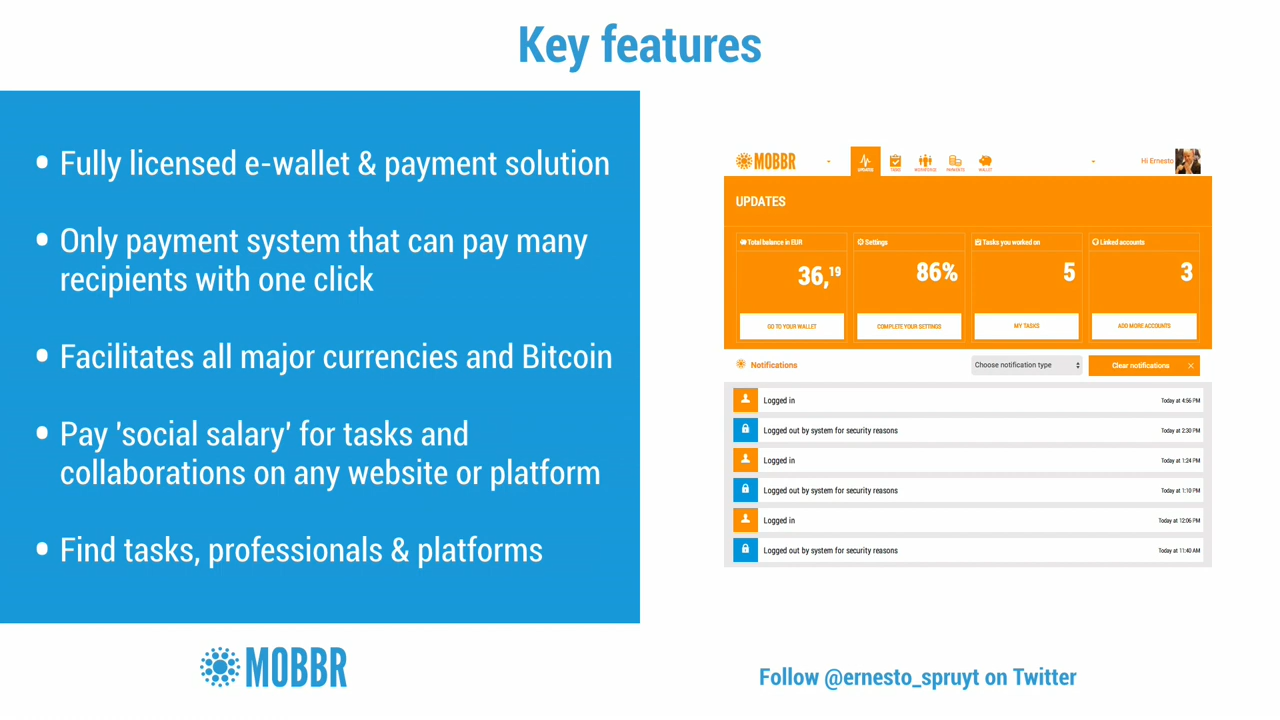 Key features
• Fully licensed e-wallet & payment solution
• Only payment system that can pay many
recipients with one click
• Facilitates all major currencies and Bitcoin
• Pay 'social salary' for tasks and
collaborations on any website or platform
• Find tasks, professionals & platforms
MOBBR
UPDATES
TASKS
WORKFORCE
PAYMENTS
WALLET
Hi Ernesto
UPDATES
Total balance in EUR
36,19
GO TO YOUR WALLET
Settings
86%
COMPLETE YOUR SETTINGS
Tasks you worked on
5
MY TASKS
Linked accounts
3
ADD MORE ACCOUNTS
Notifications
Choose notification type
Clear notifications ×
Logged in Today at 4:56 PM
Logged out by system for security reasons Today at 2:30 PM
Logged in Today at 1:24 PM
Logged out by system for security reasons Today at 1:10 PM
Logged in Today at 12:06 PM
Logged out by system for security reasons Today at 11:40 AM
MOBBR
Follow @ernesto_spruyt on Twitter